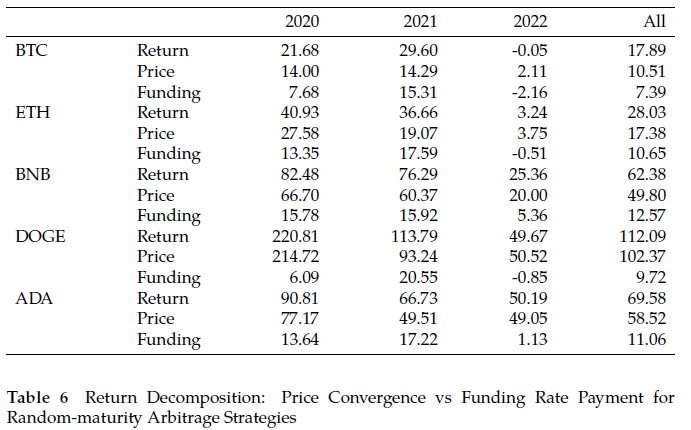 2020 2021 2022 All
BTC Return 21.68 29.60 -0.05 17.89
Price 14.00 14.29 2.11 10.51
Funding 7.68 15.31 -2.16 7.39
ETH Return 40.93 36.66 3.24 28.03
Price 27.58 19.07 3.75 17.38
Funding 13.35 17.59 -0.51 10.65
BNB Return 82.48 76.29 25.36 62.38
Price 66.70 60.37 20.00 49.80
Funding 15.78 15.92 5.36 12.57
DOGE Return 220.81 113.79 49.67 112.09
Price 214.72 93.24 50.52 102.37
Funding 6.09 20.55 -0.85 9.72
ADA Return 90.81 66.73 50.19 69.58
Price 77.17 49.51 49.05 58.52
Funding 13.64 17.22 1.13 11.06
Table 6 Return Decomposition: Price Convergence vs Funding Rate Payment for
Random-maturity Arbitrage Strategies